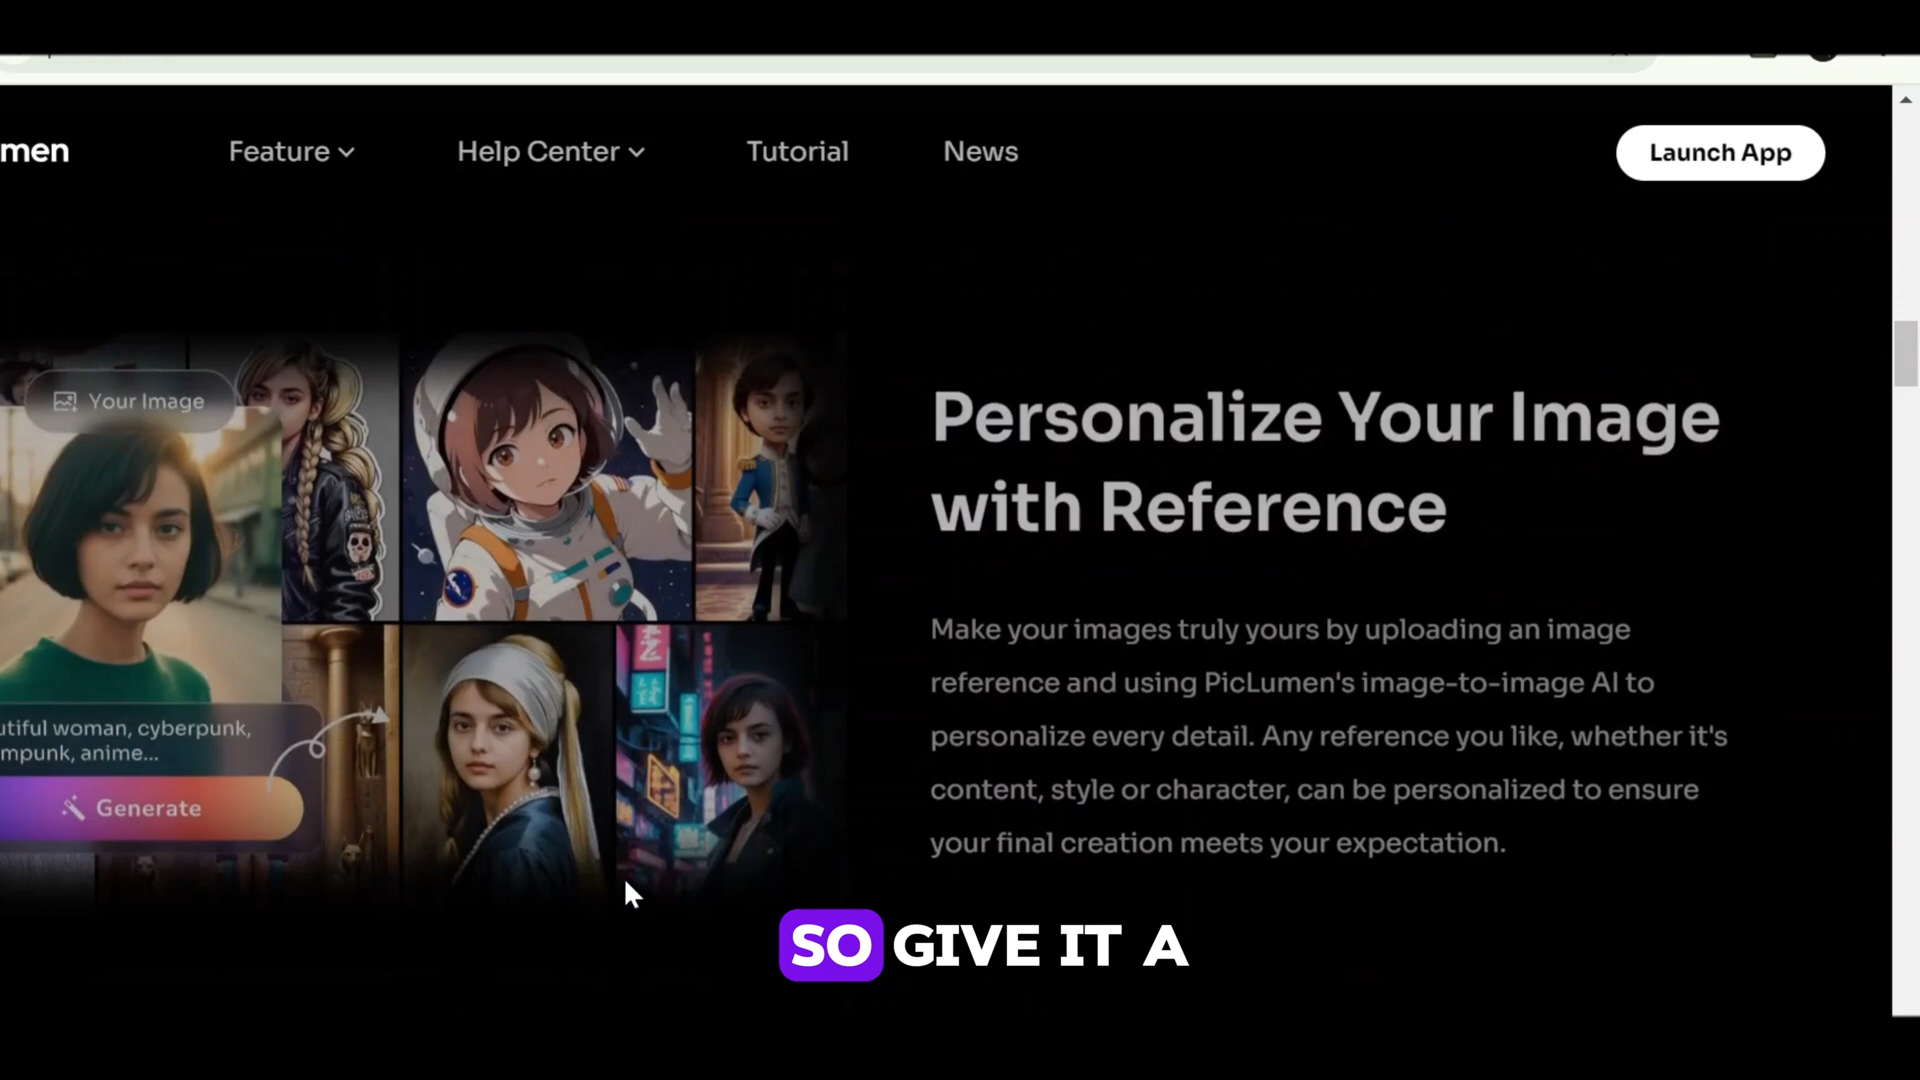 men
Feature
Help Center
Tutorial
News
Launch App
Your Image
utiful woman, cyberpunk,
mpunk, anime...
Generate
Personalize Your Image
with Reference
Make your images truly yours by uploading an image
reference and using PicLumen's image-to-image AI to
personalize every detail. Any reference you like, whether it's
content, style or character, can be personalized to ensure
your final creation meets your expectation.
SO GIVE IT A